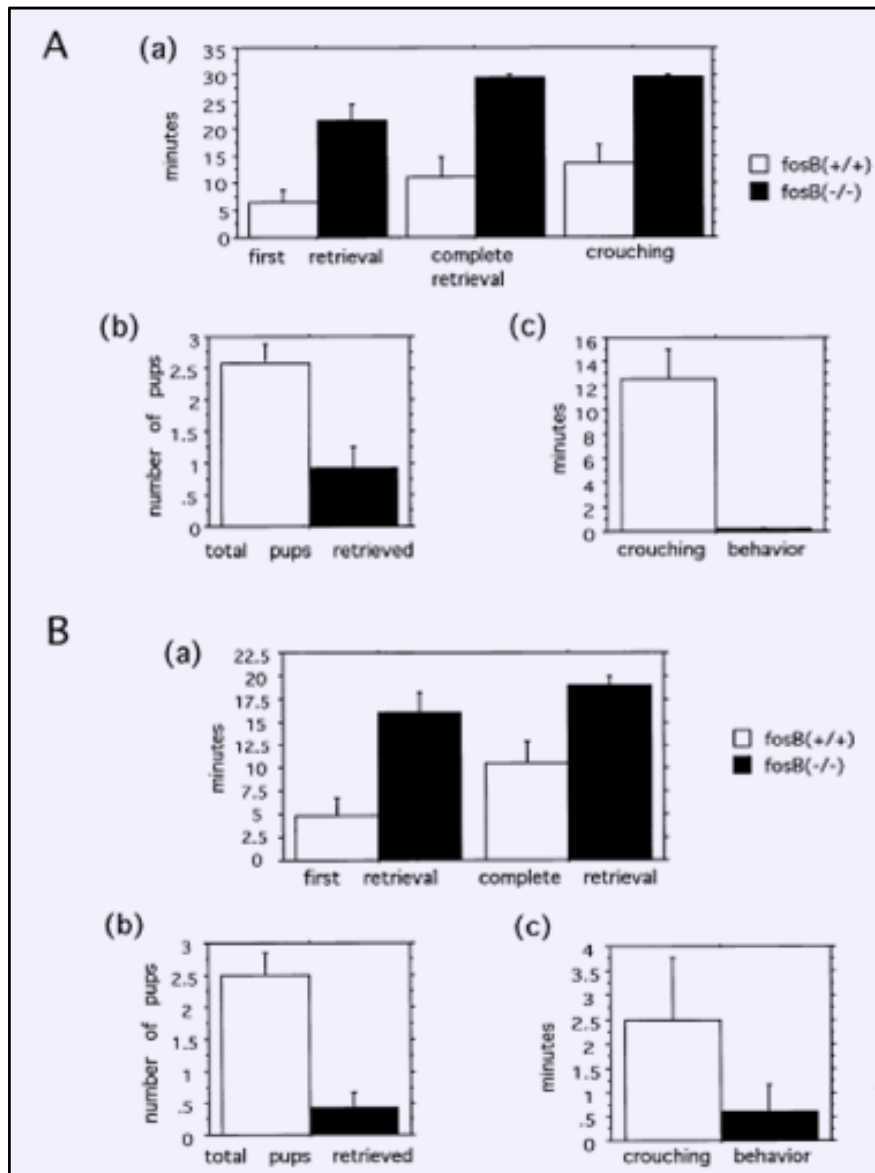 A
(a)
minutes
35
30
25
20
15
10
5
0
first retrieval complete retrieval crouching
fosB(+/+)
fosB(-/-)
(b)
number of pups
3
2.5
2
1.5
1
.5
0
total pups retrieved
(c)
minutes
16
14
12
10
8
6
4
2
0
crouching behavior
B
(a)
minutes
22.5
20
17.5
15
12.5
10
7.5
5
2.5
0
first retrieval complete retrieval
fosB(+/+)
fosB(-/-)
(b)
number of pups
3
2.5
2
1.5
1
.5
0
total pups retrieved
(c)
minutes
4
3.5
3
2.5
2
1.5
1
.5
0
crouching behavior